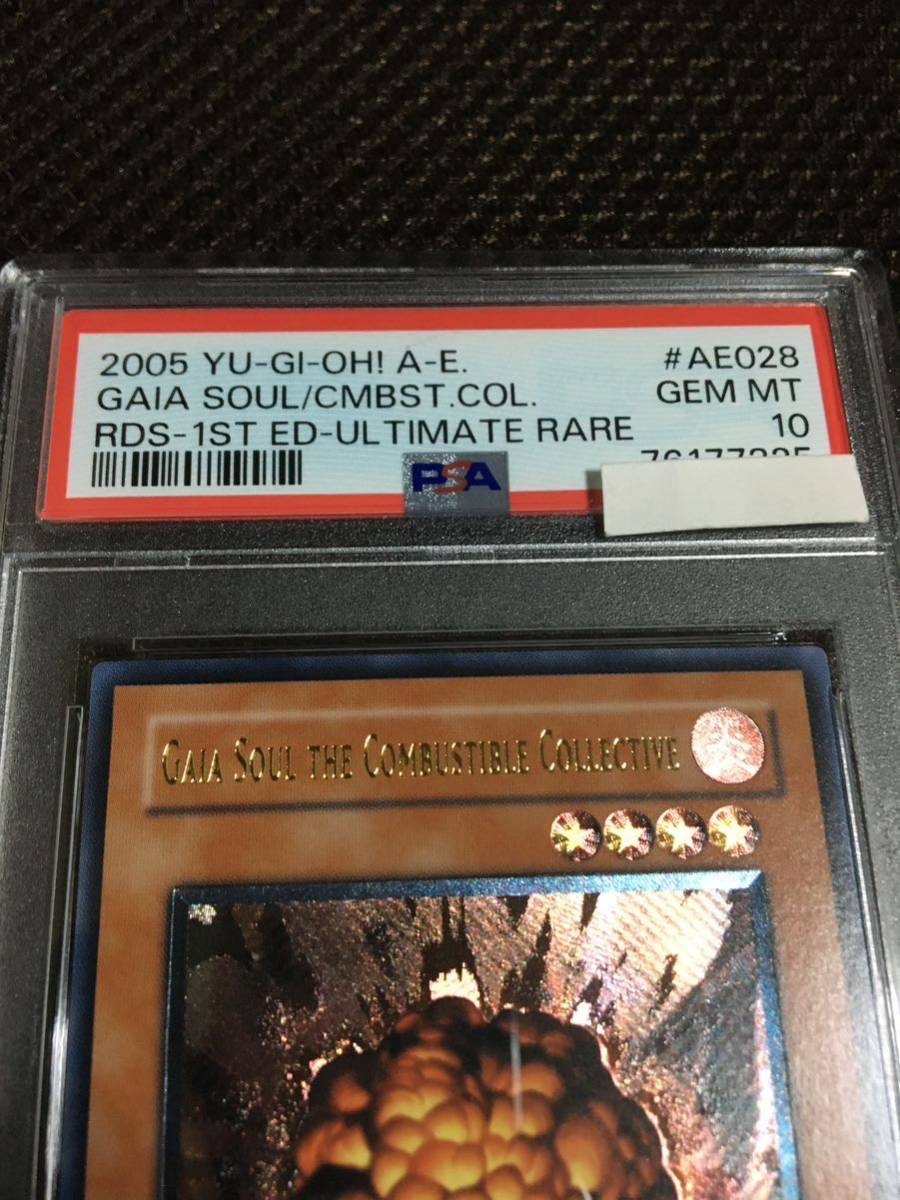 2005 YU-GI-OH! A-E. #AE028
GAIA SOUL/CMBST.COL. GEM MT
RDS-1ST ED-ULTIMATE RARE 10
PSA
GAIA SOUL THE COMBUSTIBLE COLLECTIVE 炎